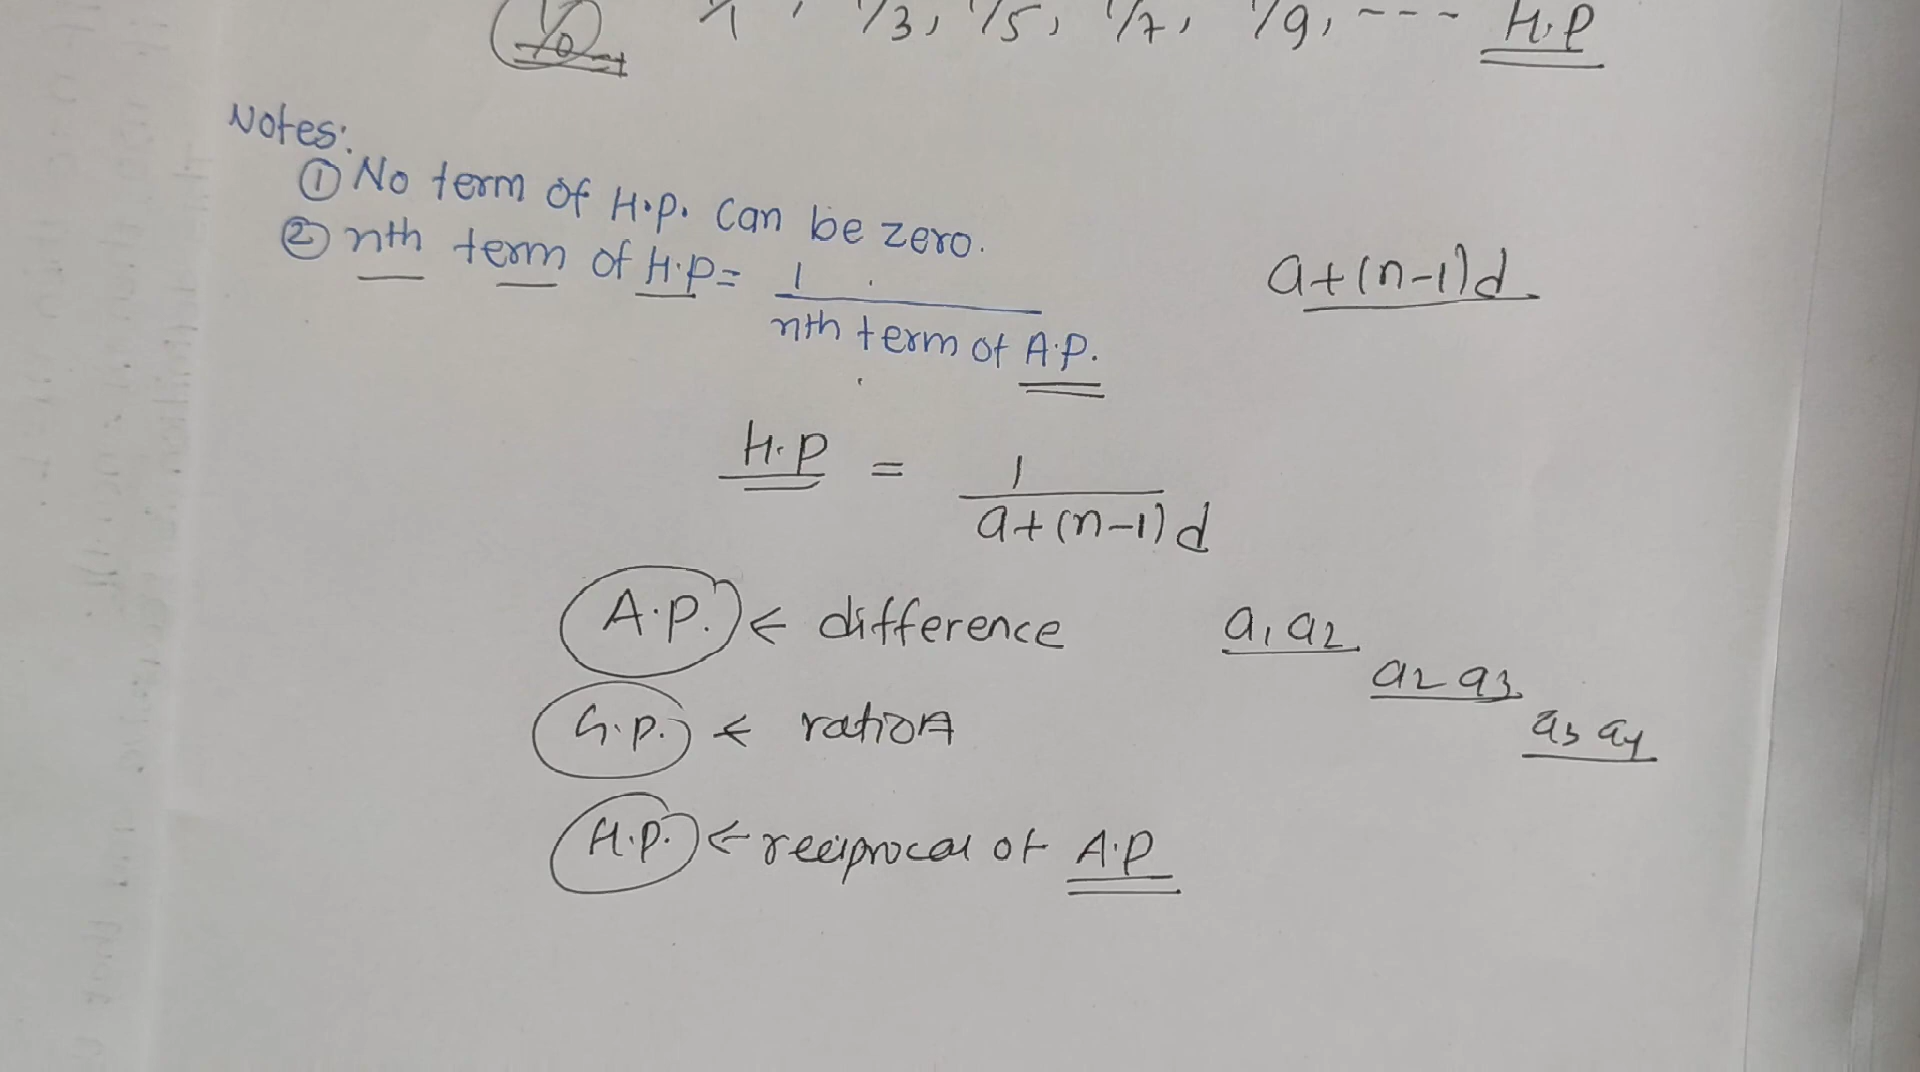 1/3, 1/5, 1/7, 1/9, - - - H.P
Notes:
① No term of H.P. can be zero.
② nth term of H.P = 1
nth term of A.P.
a+(n-1)d
H.P = 1
a+(n-1)d
A.P. ← difference
a1 a2
a2 a3
G.P. ← ratio
a3 a4
H.P. ← reciprocal of A.P